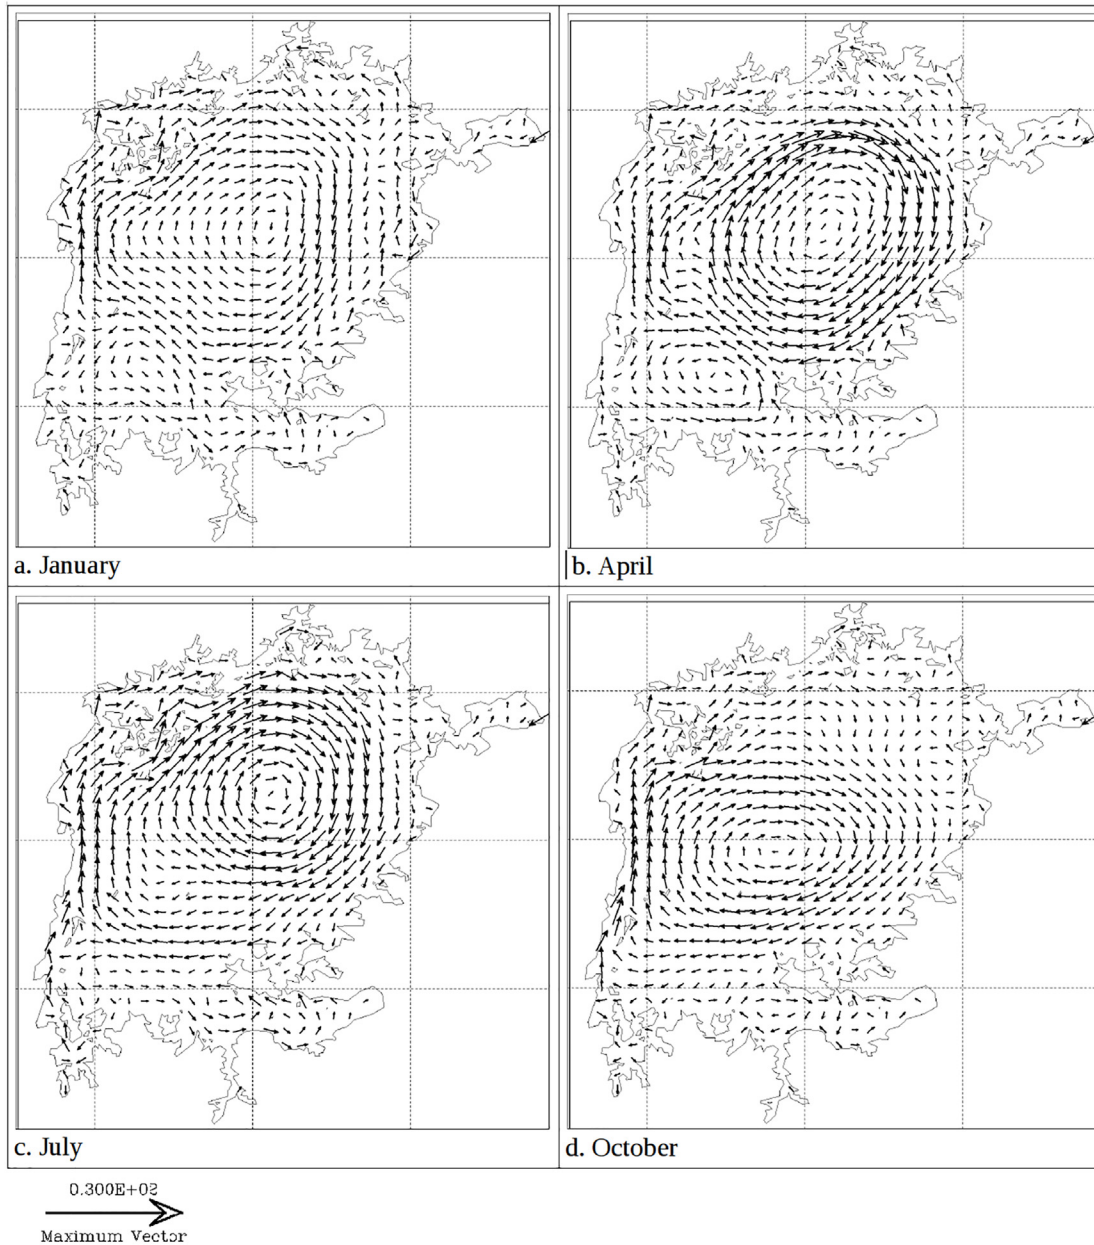 a. January
b. April
c. July
d. October
0.300E+02
Maximum Vector